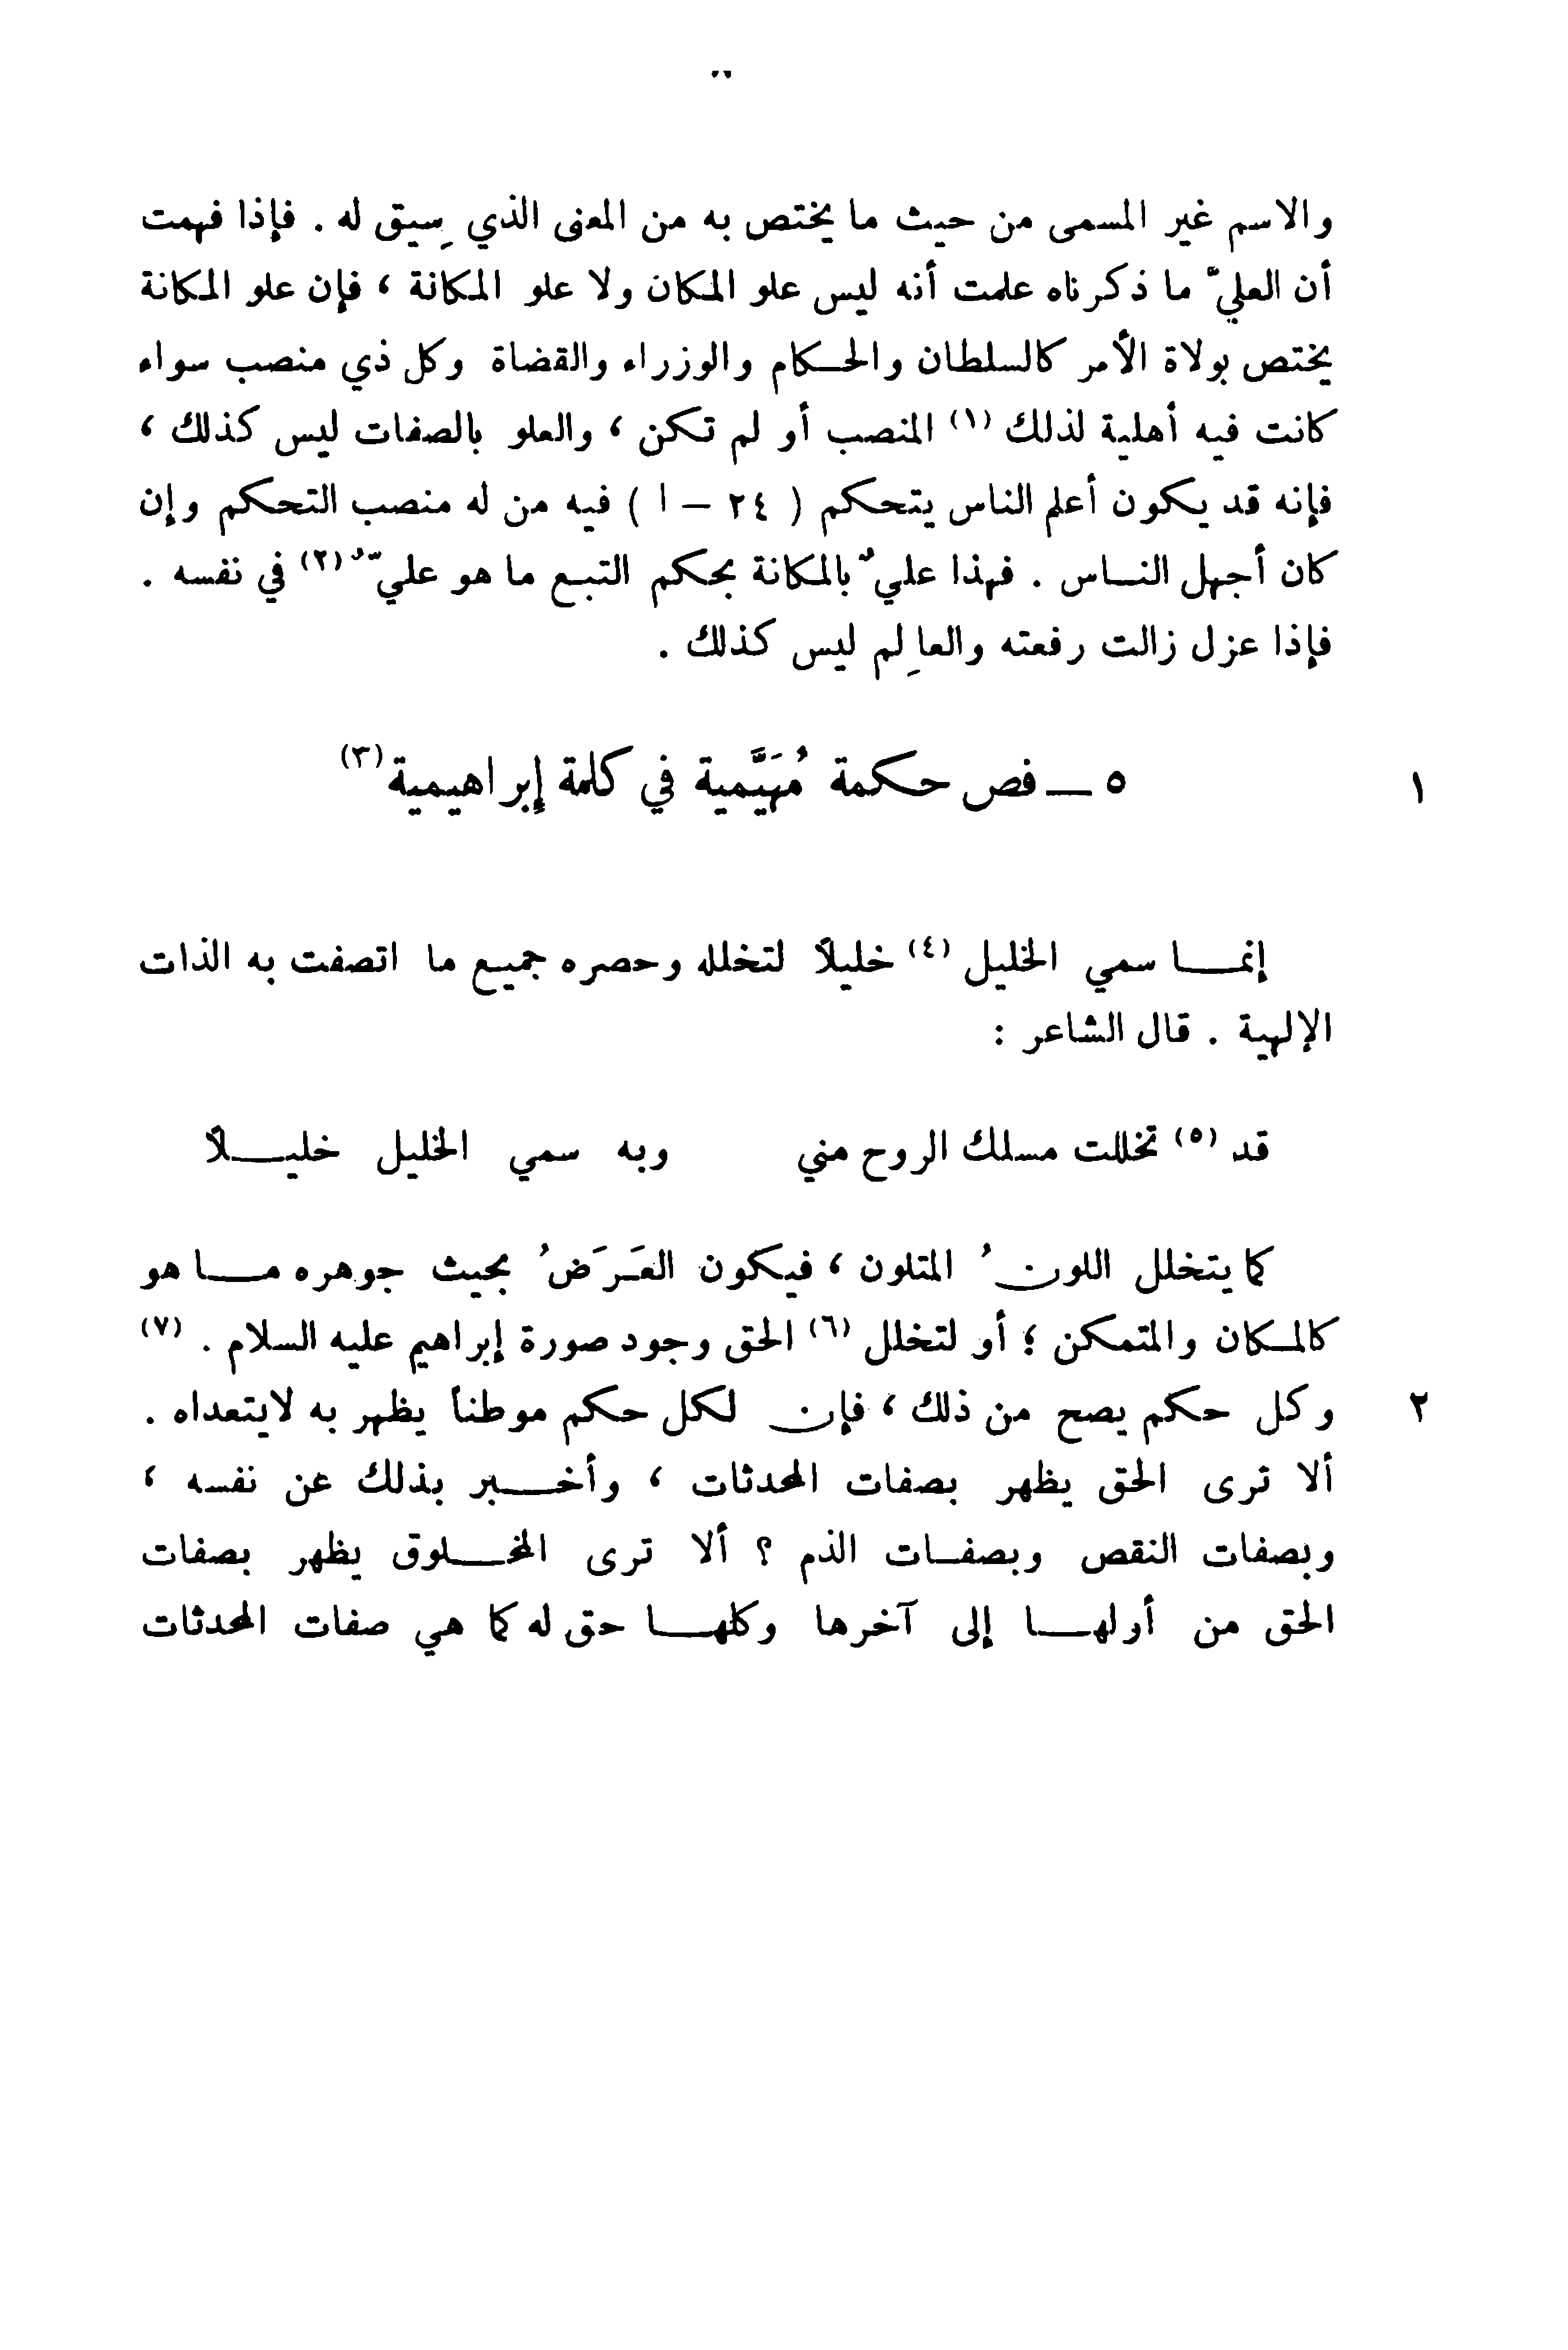 والاسم غير المسمى من حيث ما يختص به من المعنى الذي سِيق له . فإذا فهمت
أن العليّ ما ذكرناه علمت أنه ليس علو المكان ولا علو المكانة ، فإن علو المكانة
يختص بولاة الأمر كالسلطان والحكام والوزراء والقضاة وكل ذي منصب سواء
كانت فيه أهلية لذلك (١) المنصب أو لم تكن ، والعلو بالصفات ليس كذلك ،
فإنه قد يكون أعلم الناس يتحكم ( ٢٤ – ا ) فيه من له منصب التحكم وإن
كان أجهل الناس . فهذا عليٌ بالمكانة بحكم التبع ما هو عليّ ٌ(٢) في نفسه .
فإذا عزل زالت رفعته والعالِم ليس كذلك .
١ ٥ – فص حكمة مُهَيَّمية في كلمة إبراهيمية (٣)
إنما سمي الخليل (٤) خليلاً لتخلله وحصره جميع ما اتصفت به الذات
الإلهية . قال الشاعر :
قد (٥) تخللت مسلك الروح مني وبه سمي الخليل خليلاً
كما يتخلل اللونُ المتلون ، فيكون العَرَضُ بحيث جوهره ما هو
كالمكان والمتمكن ؛ أو لتخلل (٦) الحق وجود صورة إبراهيم عليه السلام . (٧)
٢ وكل حكم يصح من ذلك ، فإن لكل حكم موطناً يظهر به لايتعداه .
ألا ترى الحق يظهر بصفات المحدثات ، وأخبر بذلك عن نفسه ،
وبصفات النقص وبصفات الذم ؟ ألا ترى المخلوق يظهر بصفات
الحق من أولها إلى آخرها وكلها حق له كما هي صفات المحدثات